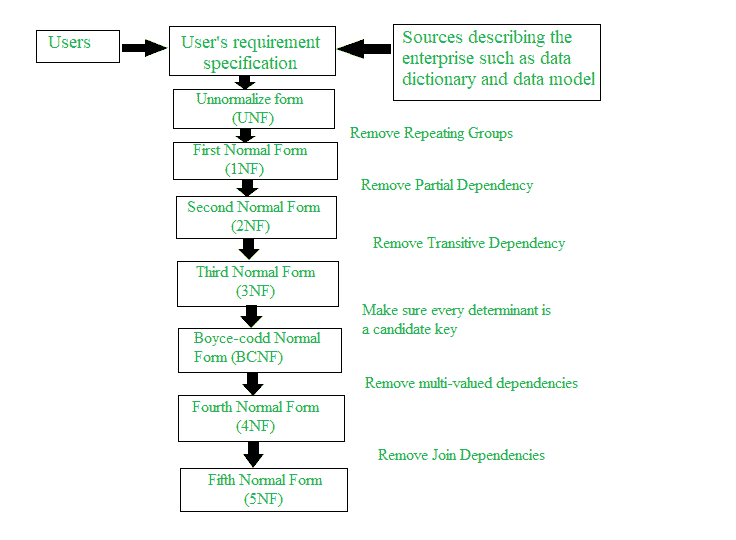 Users
User's requirement
specification
Sources describing the
enterprise such as data
dictionary and data model
Unnormalize form
(UNF)
Remove Repeating Groups
First Normal Form
(1NF)
Remove Partial Dependency
Second Normal Form
(2NF)
Remove Transitive Dependency
Third Normal Form
(3NF)
Make sure every determinant is
a candidate key
Boyce-codd Normal
Form (BCNF)
Remove multi-valued dependencies
Fourth Normal Form
(4NF)
Remove Join Dependencies
Fifth Normal Form
(5NF)